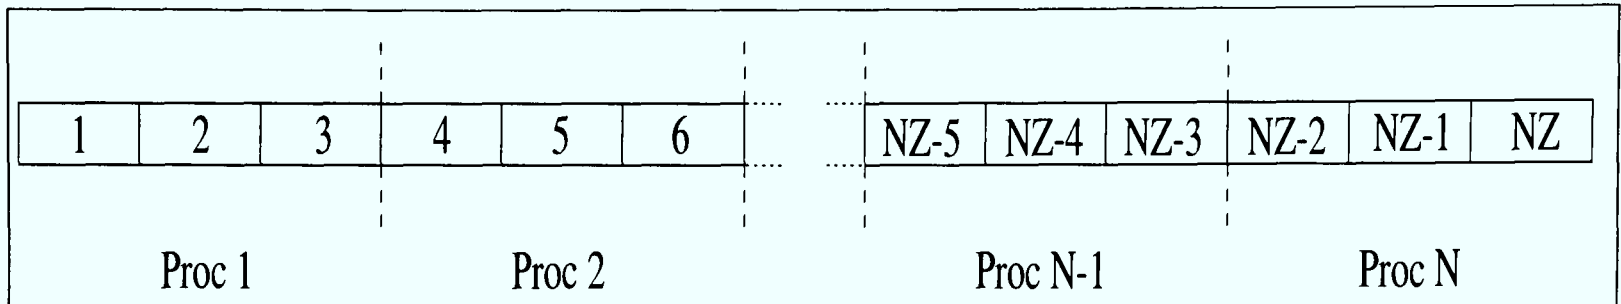 1 2 3 4 5 6 NZ-5 NZ-4 NZ-3 NZ-2 NZ-1 NZ
Proc 1 Proc 2 Proc N-1 Proc N